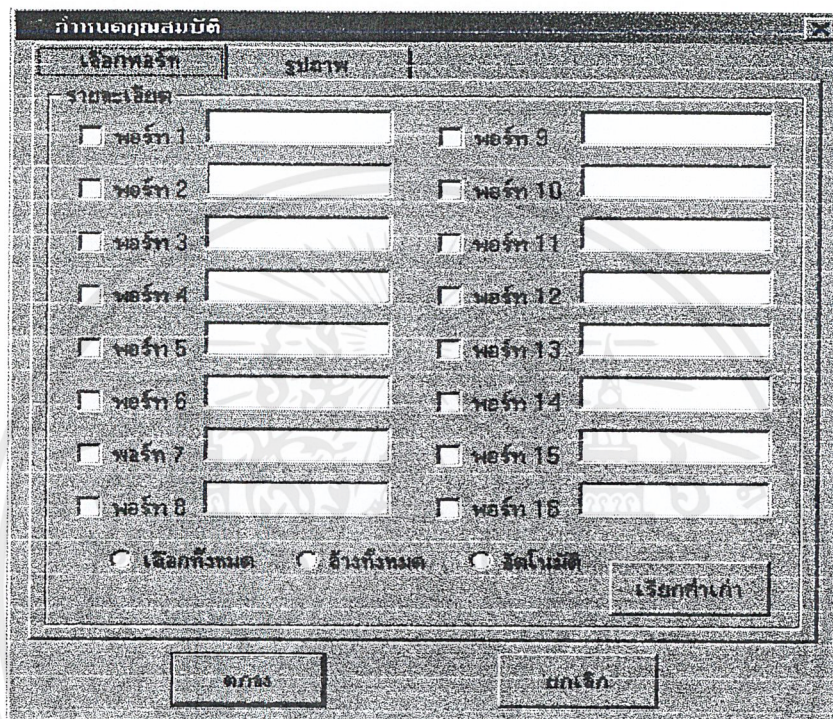 กำหนดคุณสมบัติ
เลือกพอร์ท รูปภาพ
รายละเอียด
พอร์ท 1 พอร์ท 9
พอร์ท 2 พอร์ท 10
พอร์ท 3 พอร์ท 11
พอร์ท 4 พอร์ท 12
พอร์ท 5 พอร์ท 13
พอร์ท 6 พอร์ท 14
พอร์ท 7 พอร์ท 15
พอร์ท 8 พอร์ท 16
เลือกทั้งหมด ล้างทั้งหมด อัตโนมัติ
เรียกค่าเก่า
ตกลง ยกเลิก